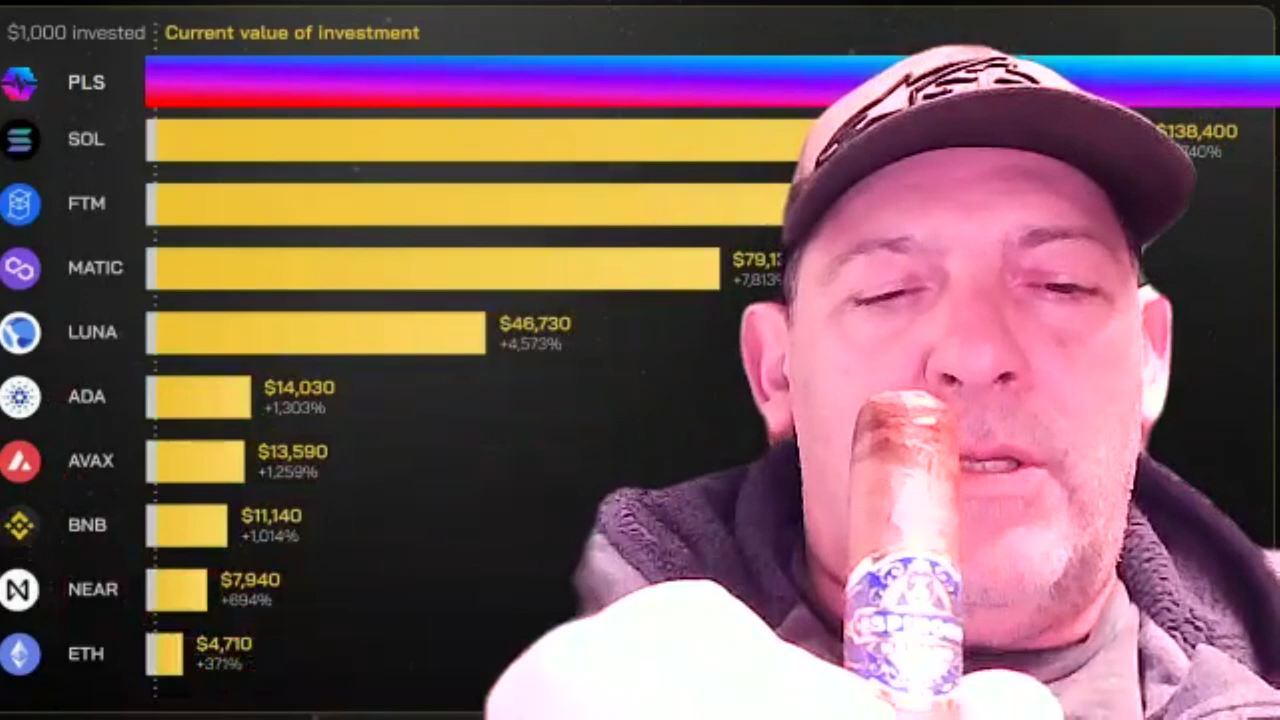 $1,000 invested Current value of investment
PLS
SOL
$138,400
FTM
MATIC
+7,813%
LUNA
$46,730
+4,573%
ADA
$14,030
+1,303%
AVAX
$13,590
+1,259%
BNB
$11,140
+1,014%
NEAR
$7,940
+694%
ETH
$4,710
+371%